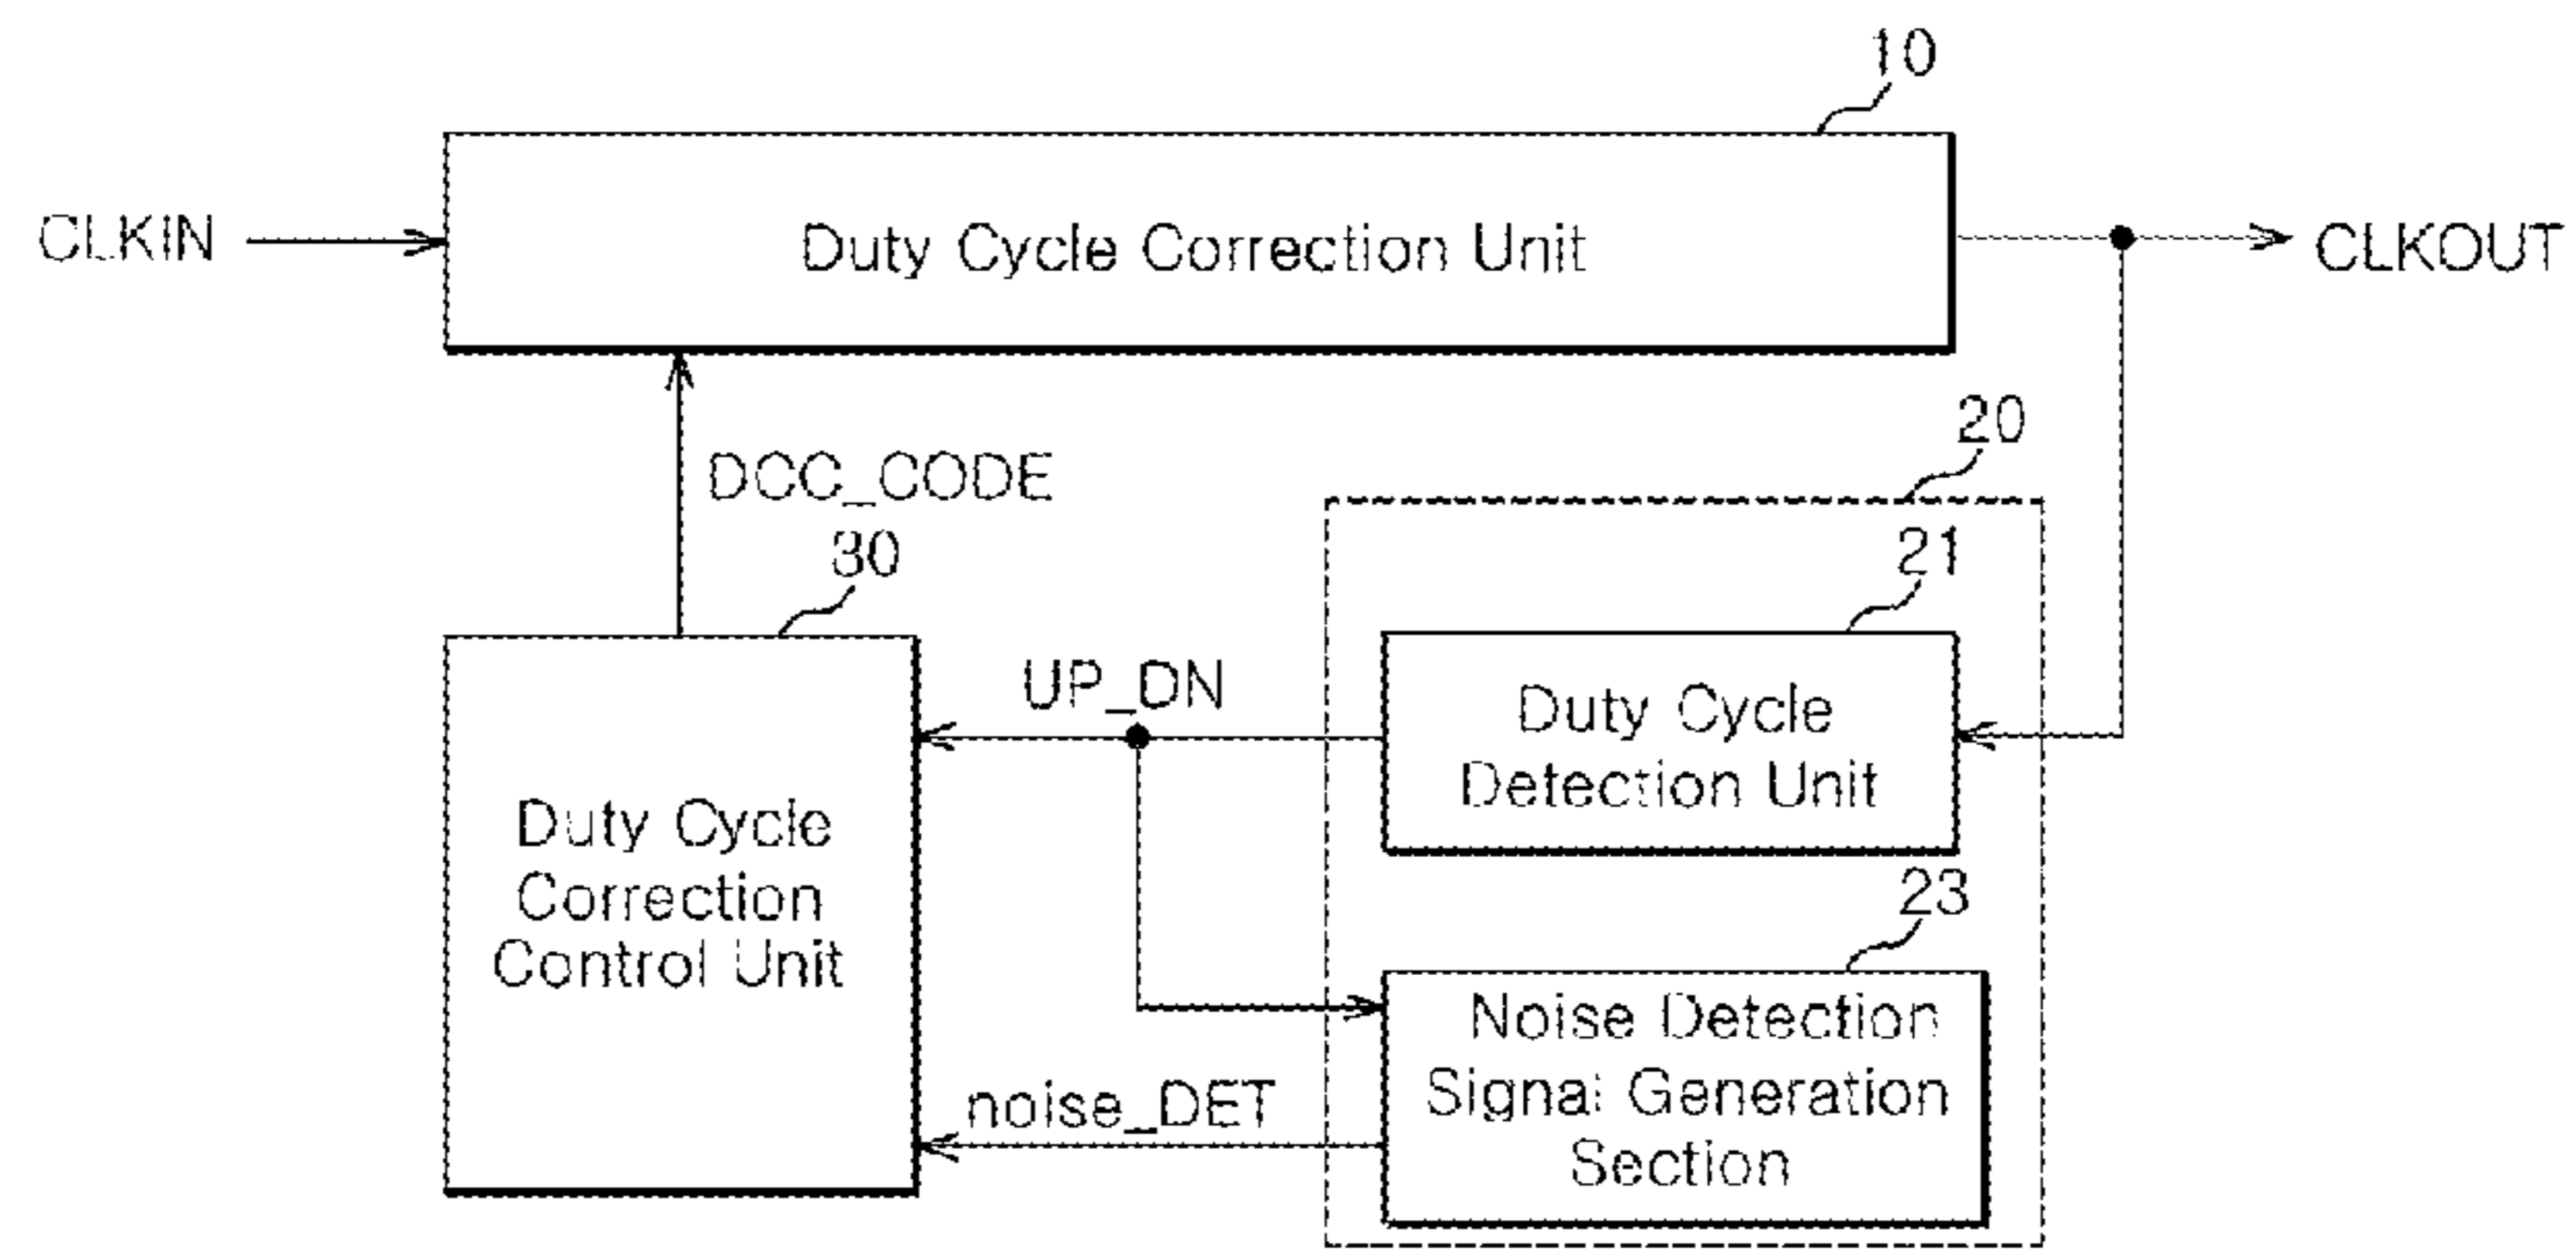 10
CLKIN
Duty Cycle Correction Unit
CLKOUT
20
DCC_CODE
30
21
UP_DN
Duty Cycle
Detection Unit
Duty Cycle
Correction
Control Unit
23
Noise Detection
Signal Generation
Section
noise_DET